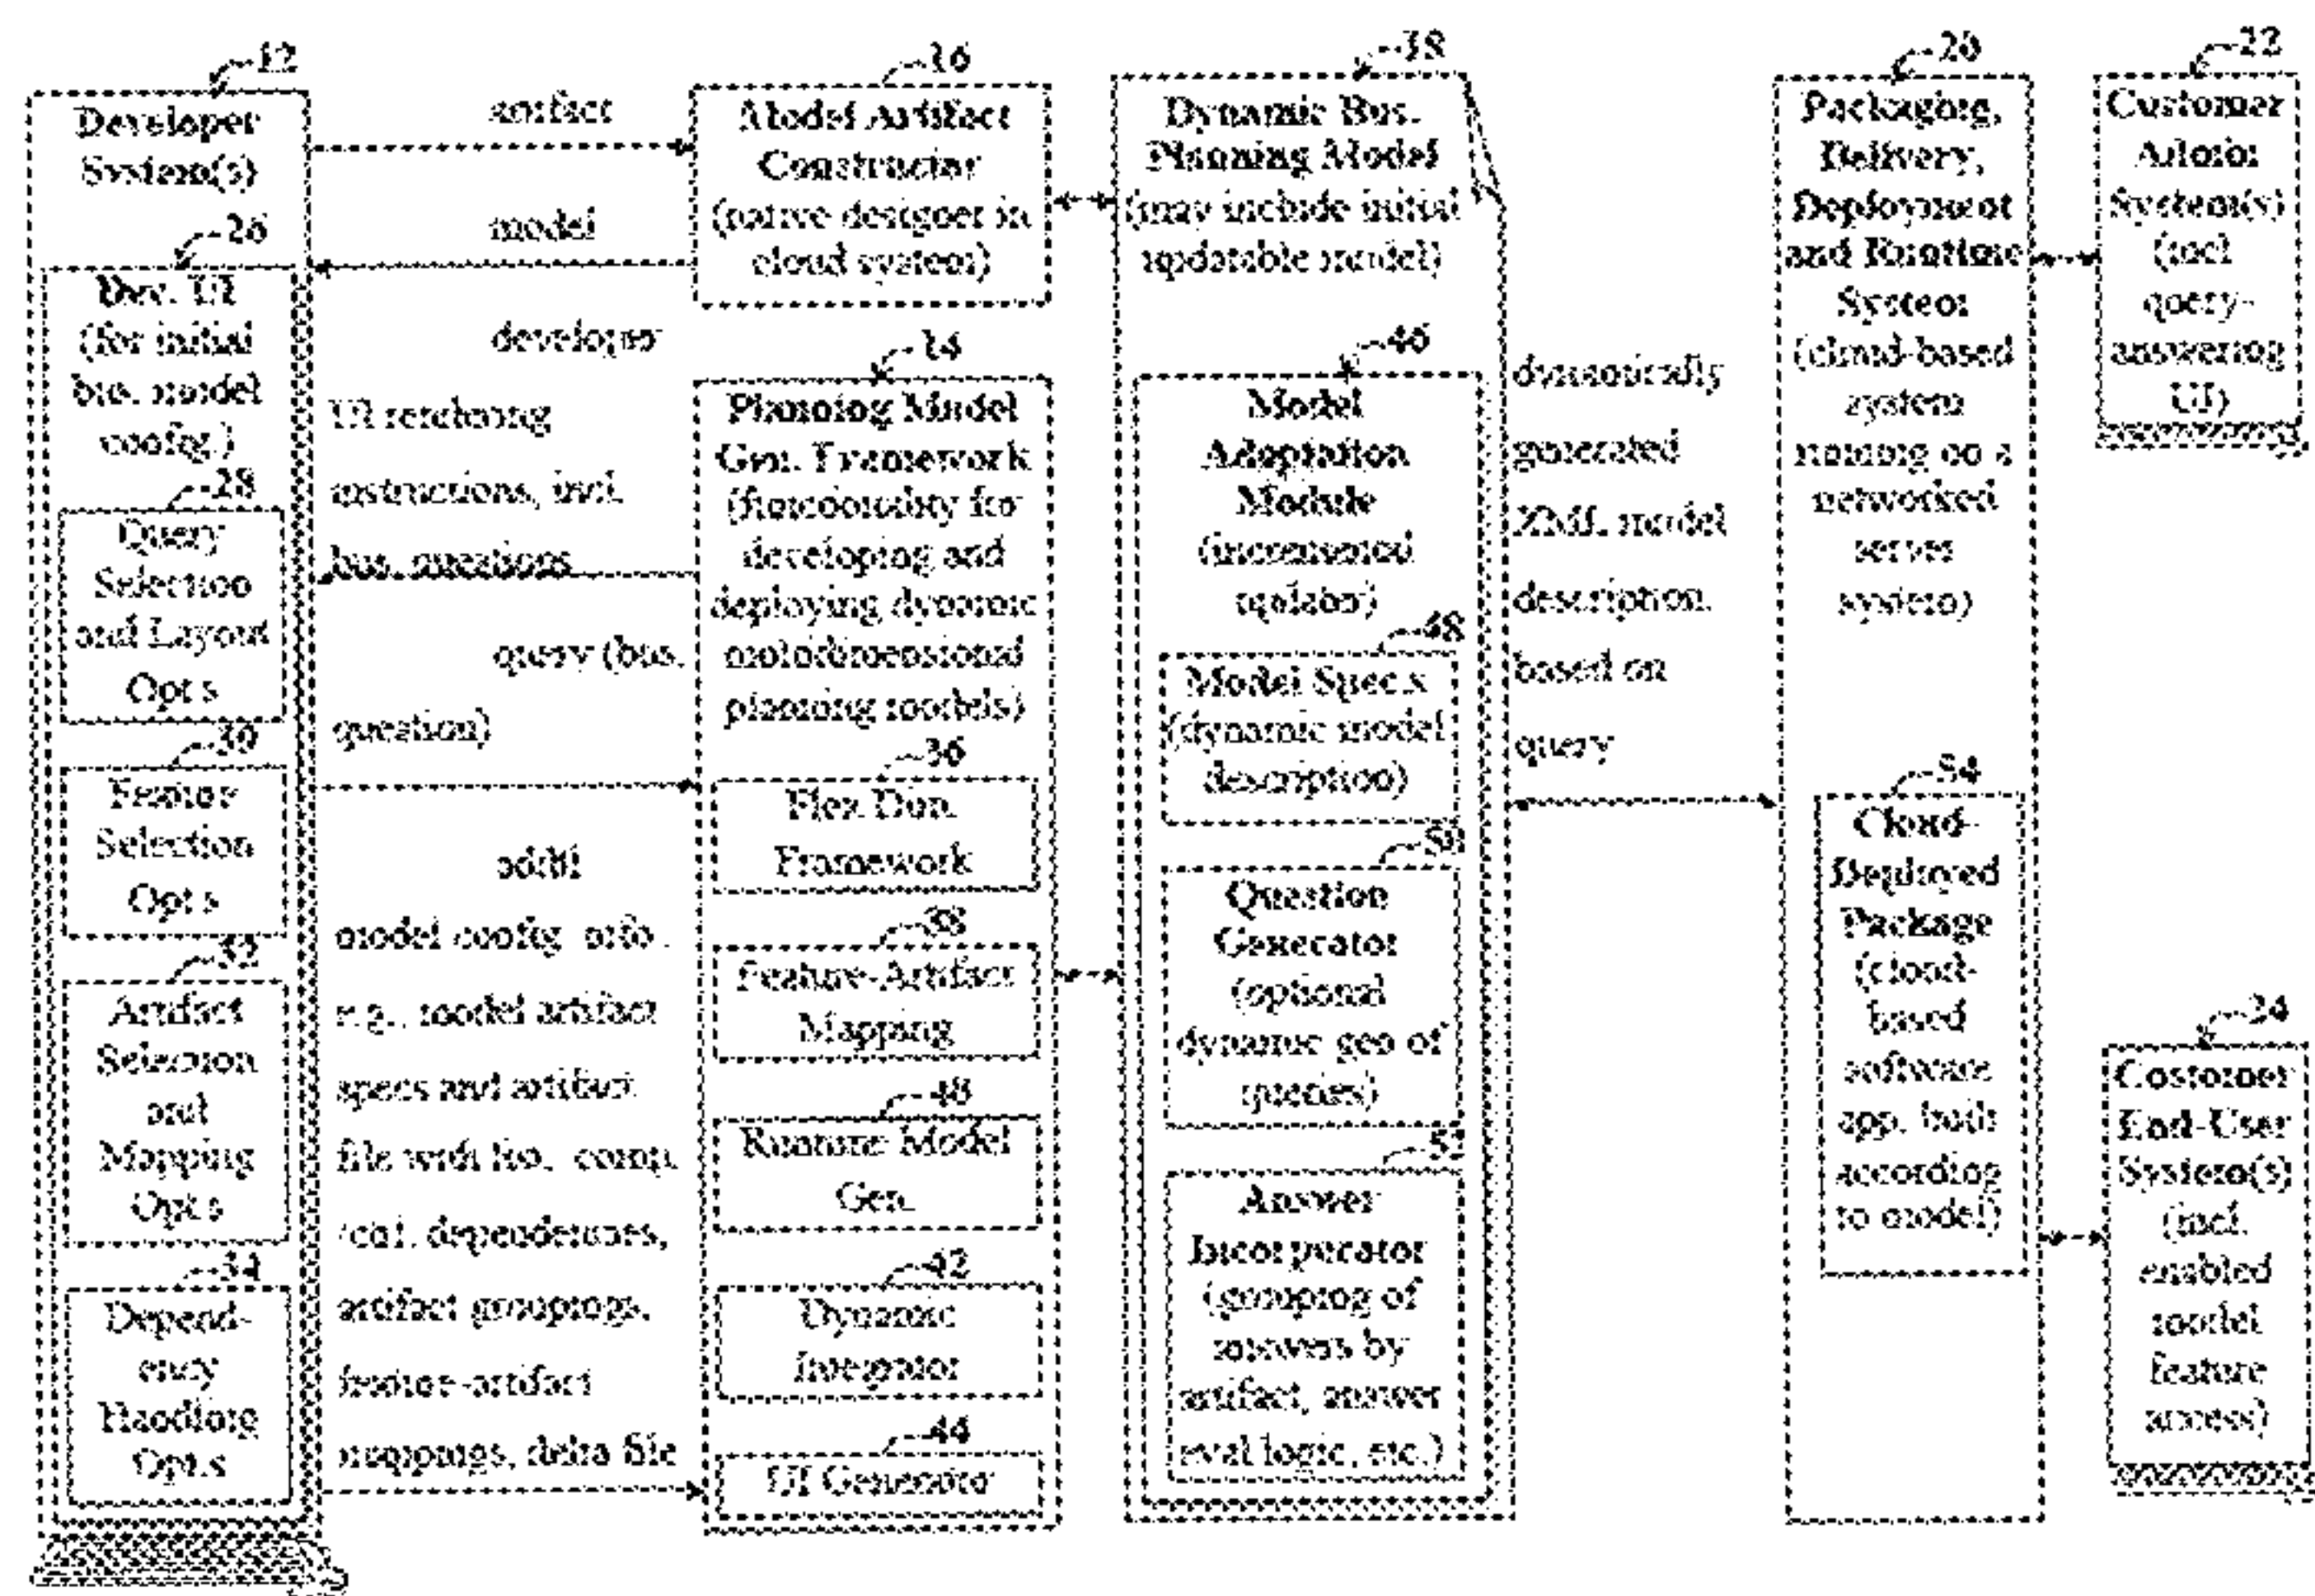 12
Developer
System(s)
26
Dev. UI
(for initial
bus. model
config.)
28
Query
Selection
and Layout
Opt.s
30
Feature
Selection
Opt.s
32
Artifact
Selection
and
Mapping
Opt.s
34
Depend-
ency
Handling
Opt.s
artifact
model
developer
UI rendering
instructions, incl.
bus. questions
query (bus.
question)
addtl
model config. info.
e.g., model artifact
specs and artifact
file with list, comp.
dependencies,
artifact groupings,
feature-artifact
mappings, delta file
16
Model Artifact
Constructor
(native designer in
cloud system)
14
Planning Model
Gen. Framework
(functionality for
developing and
deploying dynamic
multidimensional
planning models)
36
Flex Dim.
Framework
38
Feature-Artifact
Mapping
40
Runtime Model
Gen.
42
Dynamic
Integrator
44
UI Generator
18
Dynamic Bus.
Planning Model
(may include initial
updatable model)
46
Model
Adaptation
Module
(incremental
updater)
48
Model Spec.s
(dynamic model
description)
50
Question
Generator
(optional
dynamic gen of
queries)
52
Answer
Incorporator
(grouping of
answers by
artifact, answer
eval logic, etc.)
dynamically
generated
XML model
description.
based on
query
20
Packaging,
Delivery,
Deployment
and Runtime
System
(cloud-based
system
running on a
networked
server
system)
54
Cloud-
Deployed
Package
(cloud-
based
software
app. built
according
to model)
22
Customer
Admin
System(s)
(incl
query-
answering
UI)
24
Customer
End-User
System(s)
(incl.
enabled
model
feature
access)